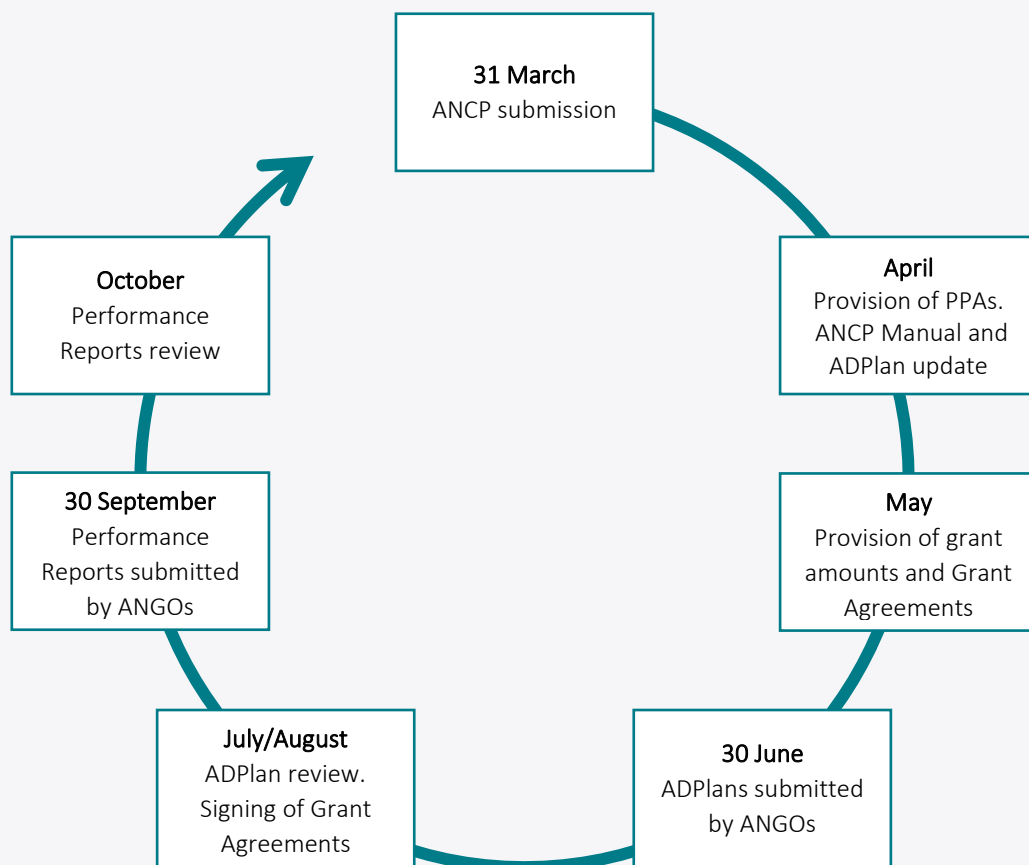 31 March
ANCP submission
April
Provision of PPAs.
ANCP Manual and
ADPlan update
May
Provision of grant
amounts and Grant
Agreements
30 June
ADPlans submitted
by ANGOs
July/August
ADPlan review.
Signing of Grant
Agreements
30 September
Performance
Reports submitted
by ANGOs
October
Performance
Reports review